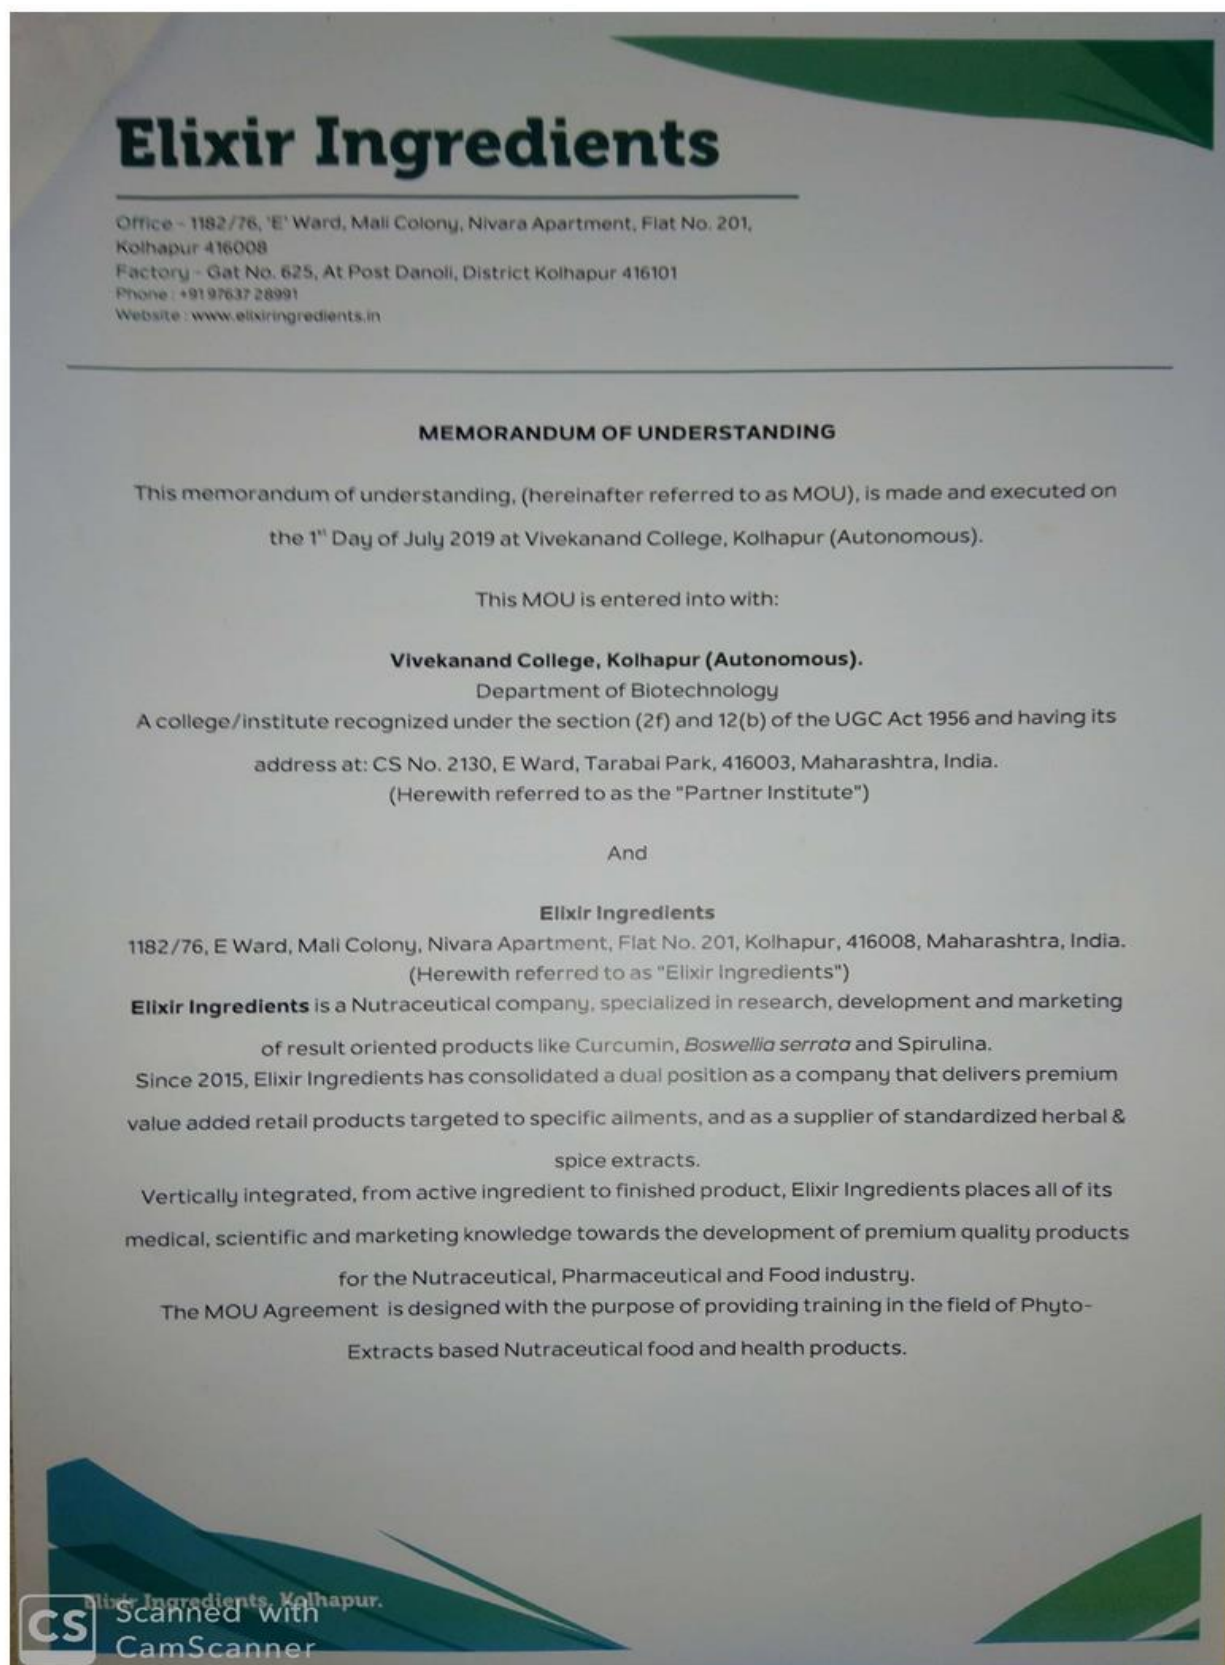 Elixir Ingredients
Office - 1182/76, 'E' Ward, Mali Colony, Nivara Apartment, Flat No. 201,
Kolhapur 416008
Factory - Gat No. 625, At Post Danoli, District Kolhapur 416101
Phone : +91 97637 28991
Website : www.elixiringredients.in
MEMORANDUM OF UNDERSTANDING
This memorandum of understanding, (hereinafter referred to as MOU), is made and executed on
the 1st Day of July 2019 at Vivekanand College, Kolhapur (Autonomous).
This MOU is entered into with:
Vivekanand College, Kolhapur (Autonomous).
Department of Biotechnology
A college/institute recognized under the section (2f) and 12(b) of the UGC Act 1956 and having its
address at: CS No. 2130, E Ward, Tarabai Park, 416003, Maharashtra, India.
(Herewith referred to as the "Partner Institute")
And
Elixir Ingredients
1182/76, E Ward, Mali Colony, Nivara Apartment, Flat No. 201, Kolhapur, 416008, Maharashtra, India.
(Herewith referred to as "Elixir Ingredients")
Elixir Ingredients is a Nutraceutical company, specialized in research, development and marketing
of result oriented products like Curcumin, Boswellia serrata and Spirulina.
Since 2015, Elixir Ingredients has consolidated a dual position as a company that delivers premium
value added retail products targeted to specific ailments, and as a supplier of standardized herbal &
spice extracts.
Vertically integrated, from active ingredient to finished product, Elixir Ingredients places all of its
medical, scientific and marketing knowledge towards the development of premium quality products
for the Nutraceutical, Pharmaceutical and Food industry.
The MOU Agreement is designed with the purpose of providing training in the field of Phyto-
Extracts based Nutraceutical food and health products.
Elixir Ingredients, Kolhapur.
CS Scanned with
CamScanner